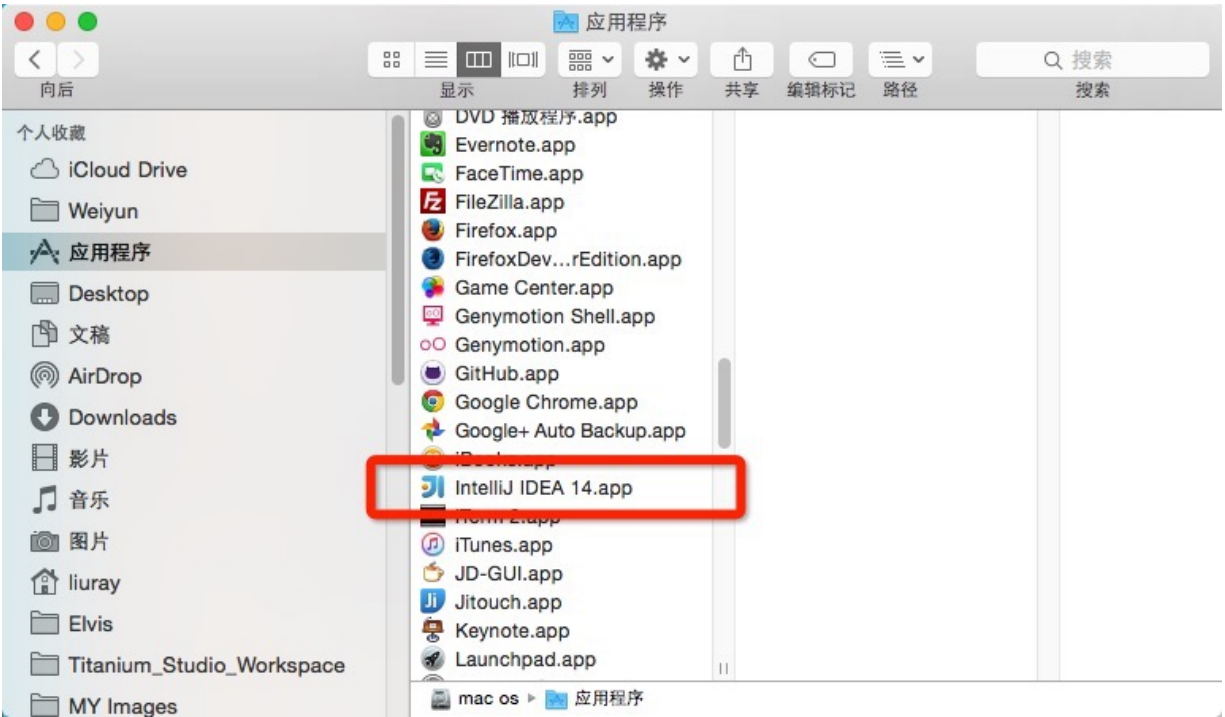 应用程序
向后
显示
排列
操作
共享
编辑标记
路径
搜索
搜索
个人收藏
iCloud Drive
Weiyun
应用程序
Desktop
文稿
AirDrop
Downloads
影片
音乐
图片
liuray
Elvis
Titanium_Studio_Workspace
MY Images
DVD 播放程序.app
Evernote.app
FaceTime.app
FileZilla.app
Firefox.app
FirefoxDev...rEdition.app
Game Center.app
Genymotion Shell.app
Genymotion.app
GitHub.app
Google Chrome.app
Google+ Auto Backup.app
iBooks.app
IntelliJ IDEA 14.app
iTerm 2.app
iTunes.app
JD-GUI.app
Jitouch.app
Keynote.app
Launchpad.app
mac os ▸ 应用程序